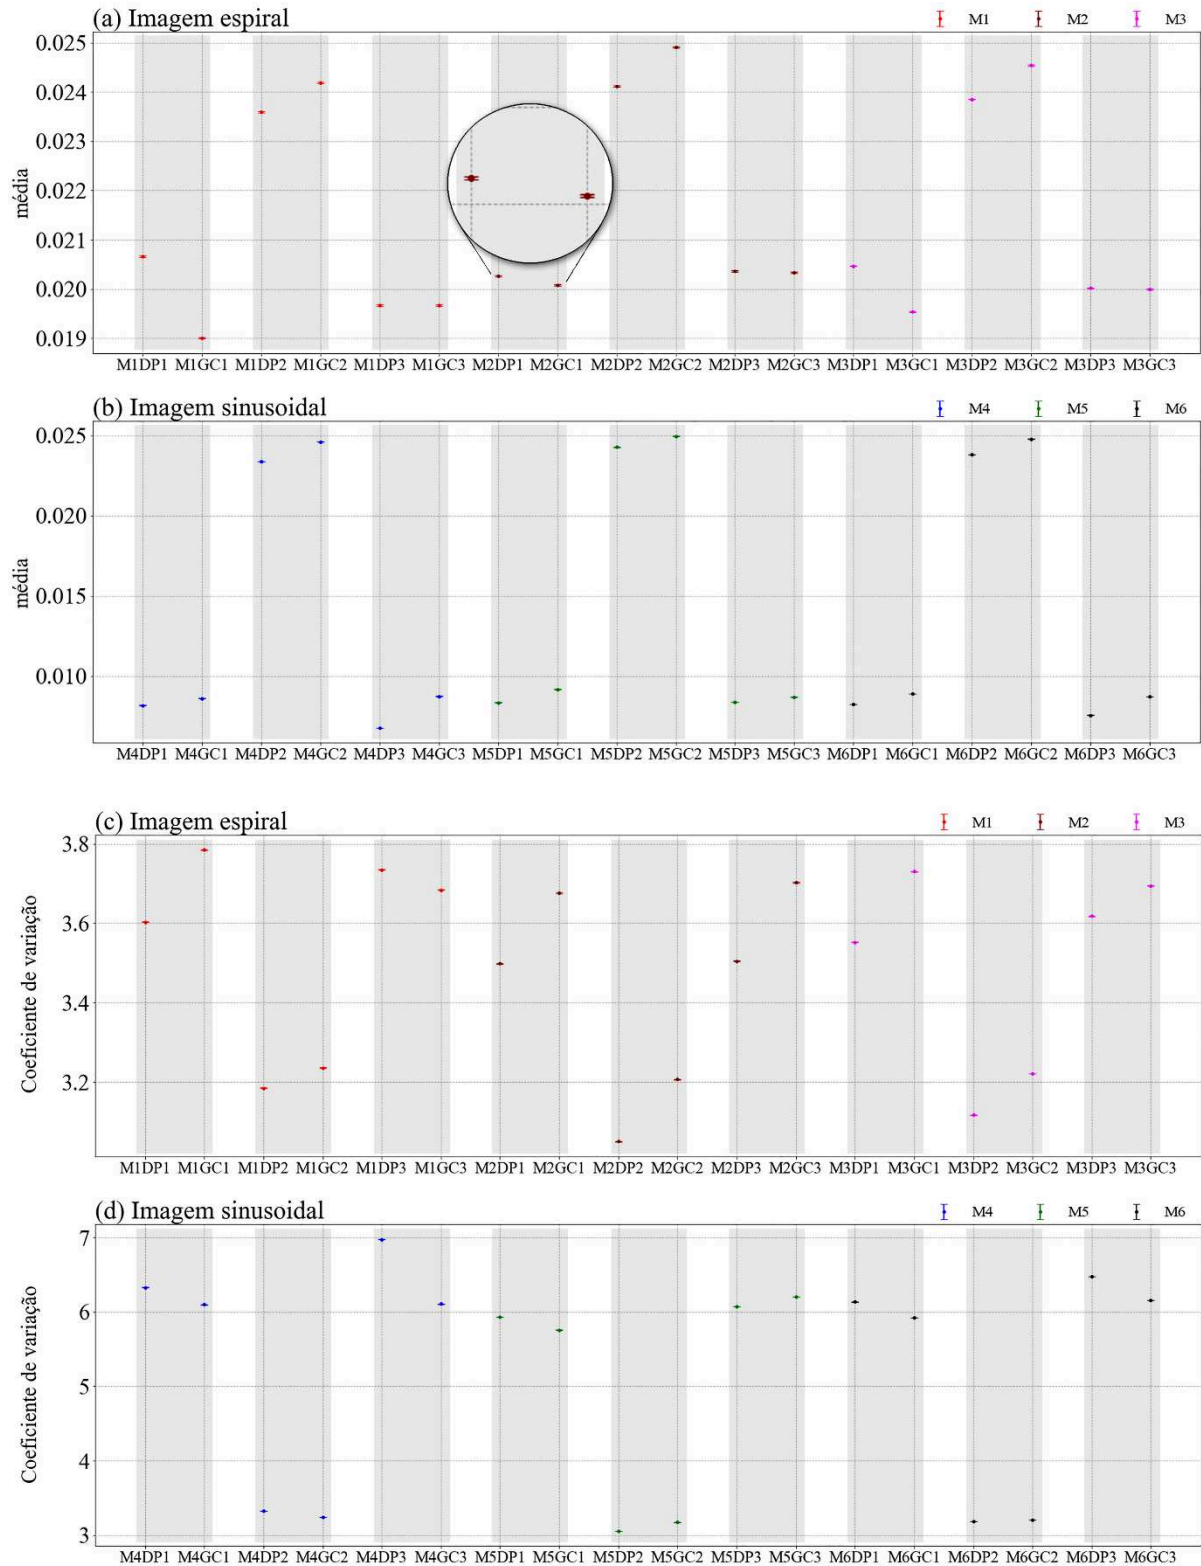 (a) Imagem espiral
M1 M2 M3
0.025
0.024
0.023
0.022
0.021
0.020
0.019
média
M1DP1 M1GC1 M1DP2 M1GC2 M1DP3 M1GC3 M2DP1 M2GC1 M2DP2 M2GC2 M2DP3 M2GC3 M3DP1 M3GC1 M3DP2 M3GC2 M3DP3 M3GC3
(b) Imagem sinusoidal
M4 M5 M6
0.025
0.020
0.015
0.010
média
M4DP1 M4GC1 M4DP2 M4GC2 M4DP3 M4GC3 M5DP1 M5GC1 M5DP2 M5GC2 M5DP3 M5GC3 M6DP1 M6GC1 M6DP2 M6GC2 M6DP3 M6GC3
(c) Imagem espiral
M1 M2 M3
3.8
3.6
3.4
3.2
Coeficiente de variação
M1DP1 M1GC1 M1DP2 M1GC2 M1DP3 M1GC3 M2DP1 M2GC1 M2DP2 M2GC2 M2DP3 M2GC3 M3DP1 M3GC1 M3DP2 M3GC2 M3DP3 M3GC3
(d) Imagem sinusoidal
M4 M5 M6
7
6
5
4
3
Coeficiente de variação
M4DP1 M4GC1 M4DP2 M4GC2 M4DP3 M4GC3 M5DP1 M5GC1 M5DP2 M5GC2 M5DP3 M5GC3 M6DP1 M6GC1 M6DP2 M6GC2 M6DP3 M6GC3